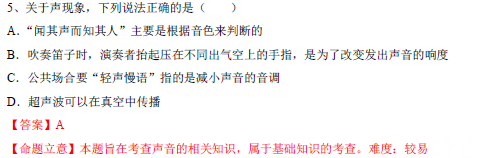 5、关于声现象，下列说法正确的是（　　）
A．“闻其声而知其人”主要是根据音色来判断的
B．吹奏笛子时，演奏者抬起压在不同出气空上的手指，是为了改变发出声音的响度
C．公共场合要“轻声慢语”指的是减小声音的音调
D．超声波可以在真空中传播
【答案】A
【命题立意】本题旨在考查声音的相关知识，属于基础知识的考查。难度：较易